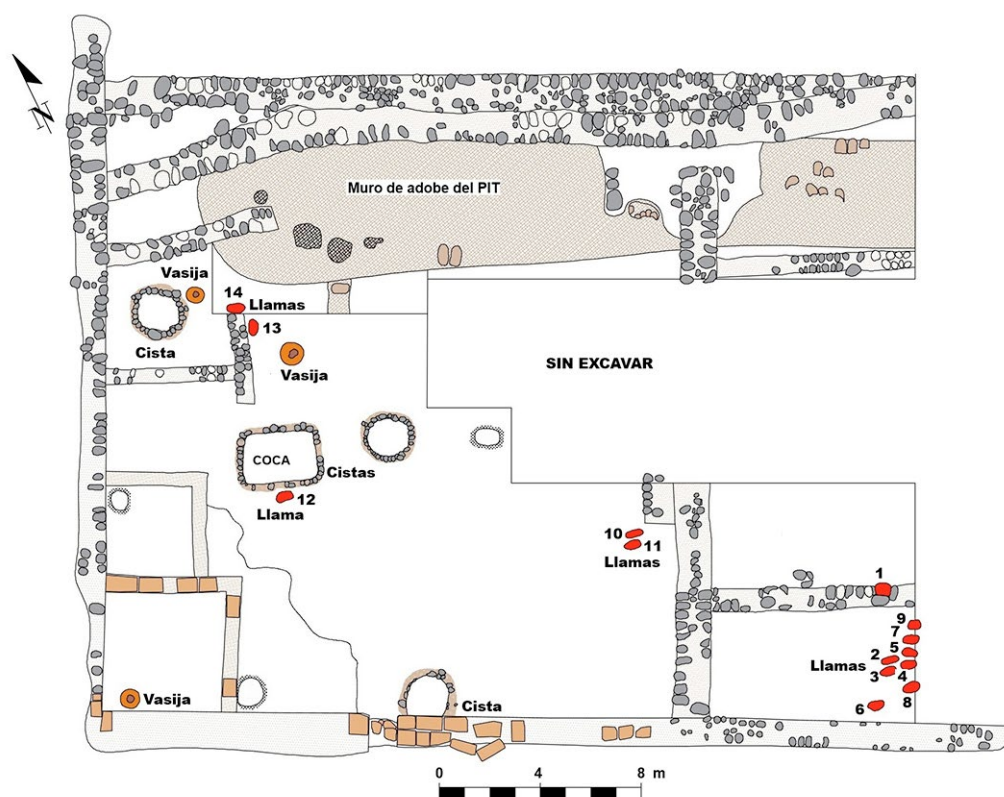 N
Muro de adobe del PIT
Vasija
14
Llamas
13
Cista
Vasija
SIN EXCAVAR
COCA
Cistas
12
Llama
10
11
Llamas
1
9
7
5
2
Llamas
3
4
8
6
Vasija
Cista
0 4 8 m